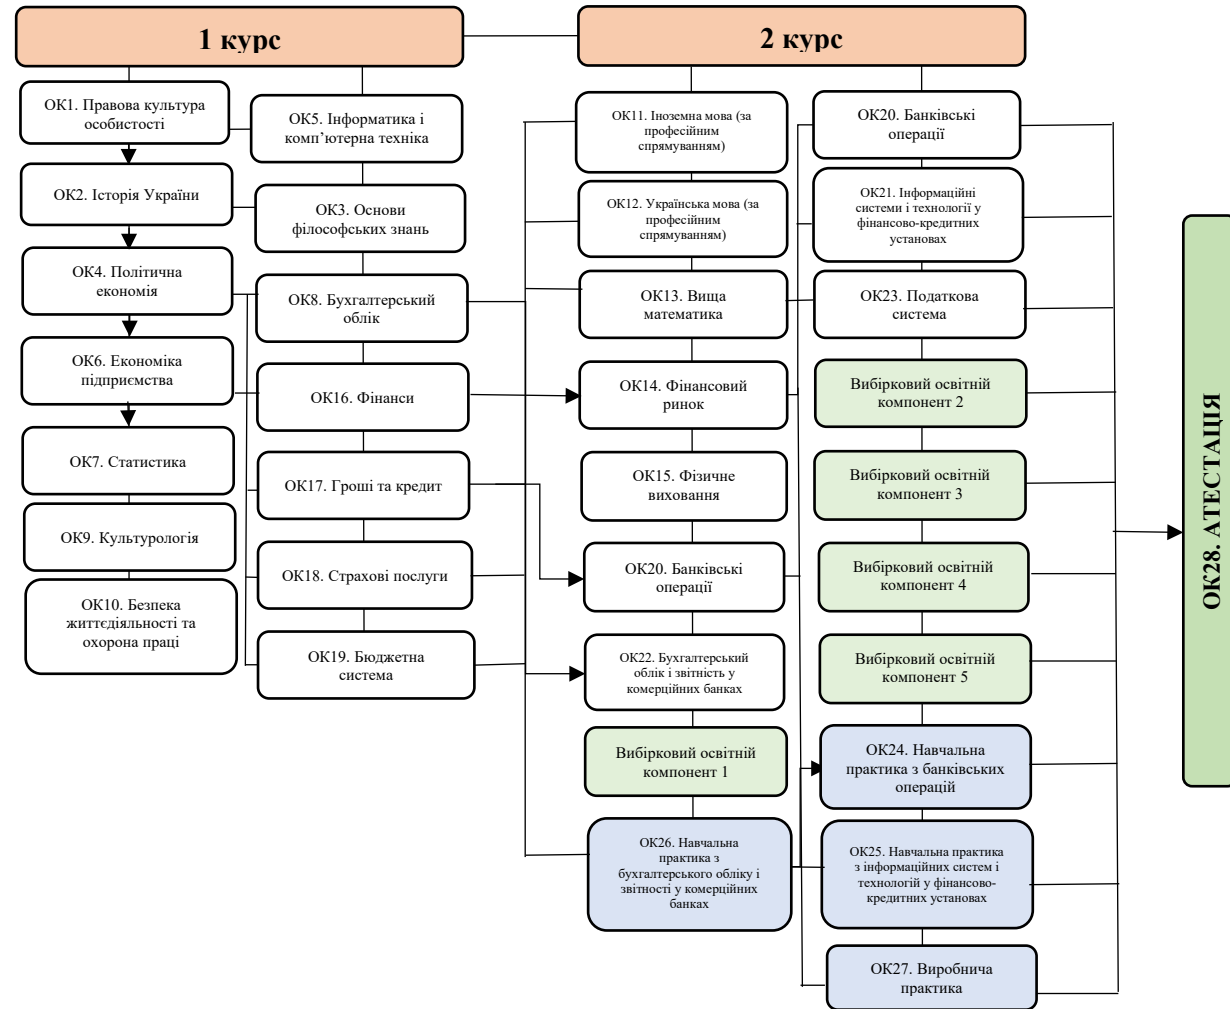 1 курс
2 курс
ОК1. Правова культура
особистості
ОК2. Історія України
ОК4. Політична
економія
ОК6. Економіка
підприємства
ОК7. Статистика
ОК9. Культурологія
ОК10. Безпека
життєдіяльності та
охорона праці
ОК5. Інформатика і
комп’ютерна техніка
ОК3. Основи
філософських знань
ОК8. Бухгалтерський
облік
ОК16. Фінанси
ОК17. Гроші та кредит
ОК18. Страхові послуги
ОК19. Бюджетна
система
ОК11. Іноземна мова (за
професійним
спрямуванням)
ОК12. Українська мова (за
професійним
спрямуванням)
ОК13. Вища
математика
ОК14. Фінансовий
ринок
ОК15. Фізичне
виховання
ОК20. Банківські
операції
ОК22. Бухгалтерський
облік і звітність у
комерційних банках
Вибірковий освітній
компонент 1
ОК26. Навчальна
практика з
бухгалтерського обліку і
звітності у комерційних
банках
ОК20. Банківські
операції
ОК21. Інформаційні
системи і технології у
фінансово-кредитних
установах
ОК23. Податкова
система
Вибірковий освітній
компонент 2
Вибірковий освітній
компонент 3
Вибірковий освітній
компонент 4
Вибірковий освітній
компонент 5
ОК24. Навчальна
практика з банківських
операцій
ОК25. Навчальна практика
з інформаційних систем і
технологій у фінансово-
кредитних установах
ОК27. Виробнича
практика
ОК28. АТЕСТАЦІЯ